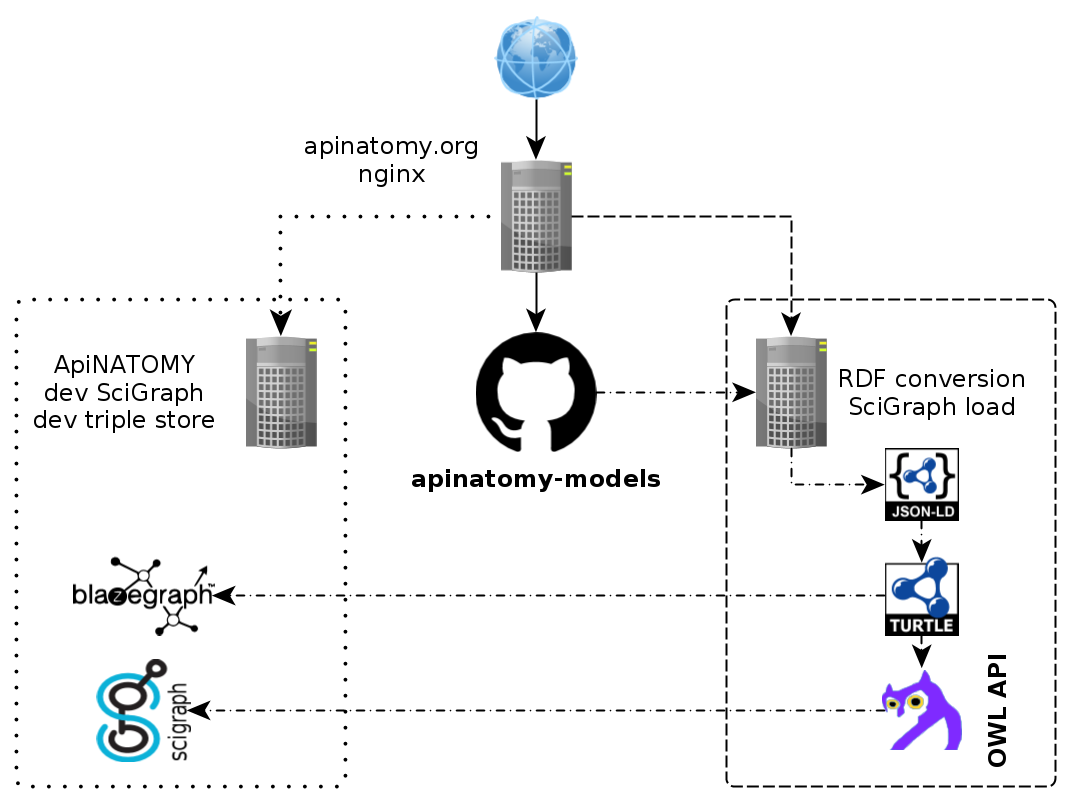 apinatomy.org
nginx
ApiNATOMY
dev SciGraph
dev triple store
apinatomy-models
RDF conversion
SciGraph load
{ }
JSON-LD
TURTLE
blazegraph™
scigraph
OWL API